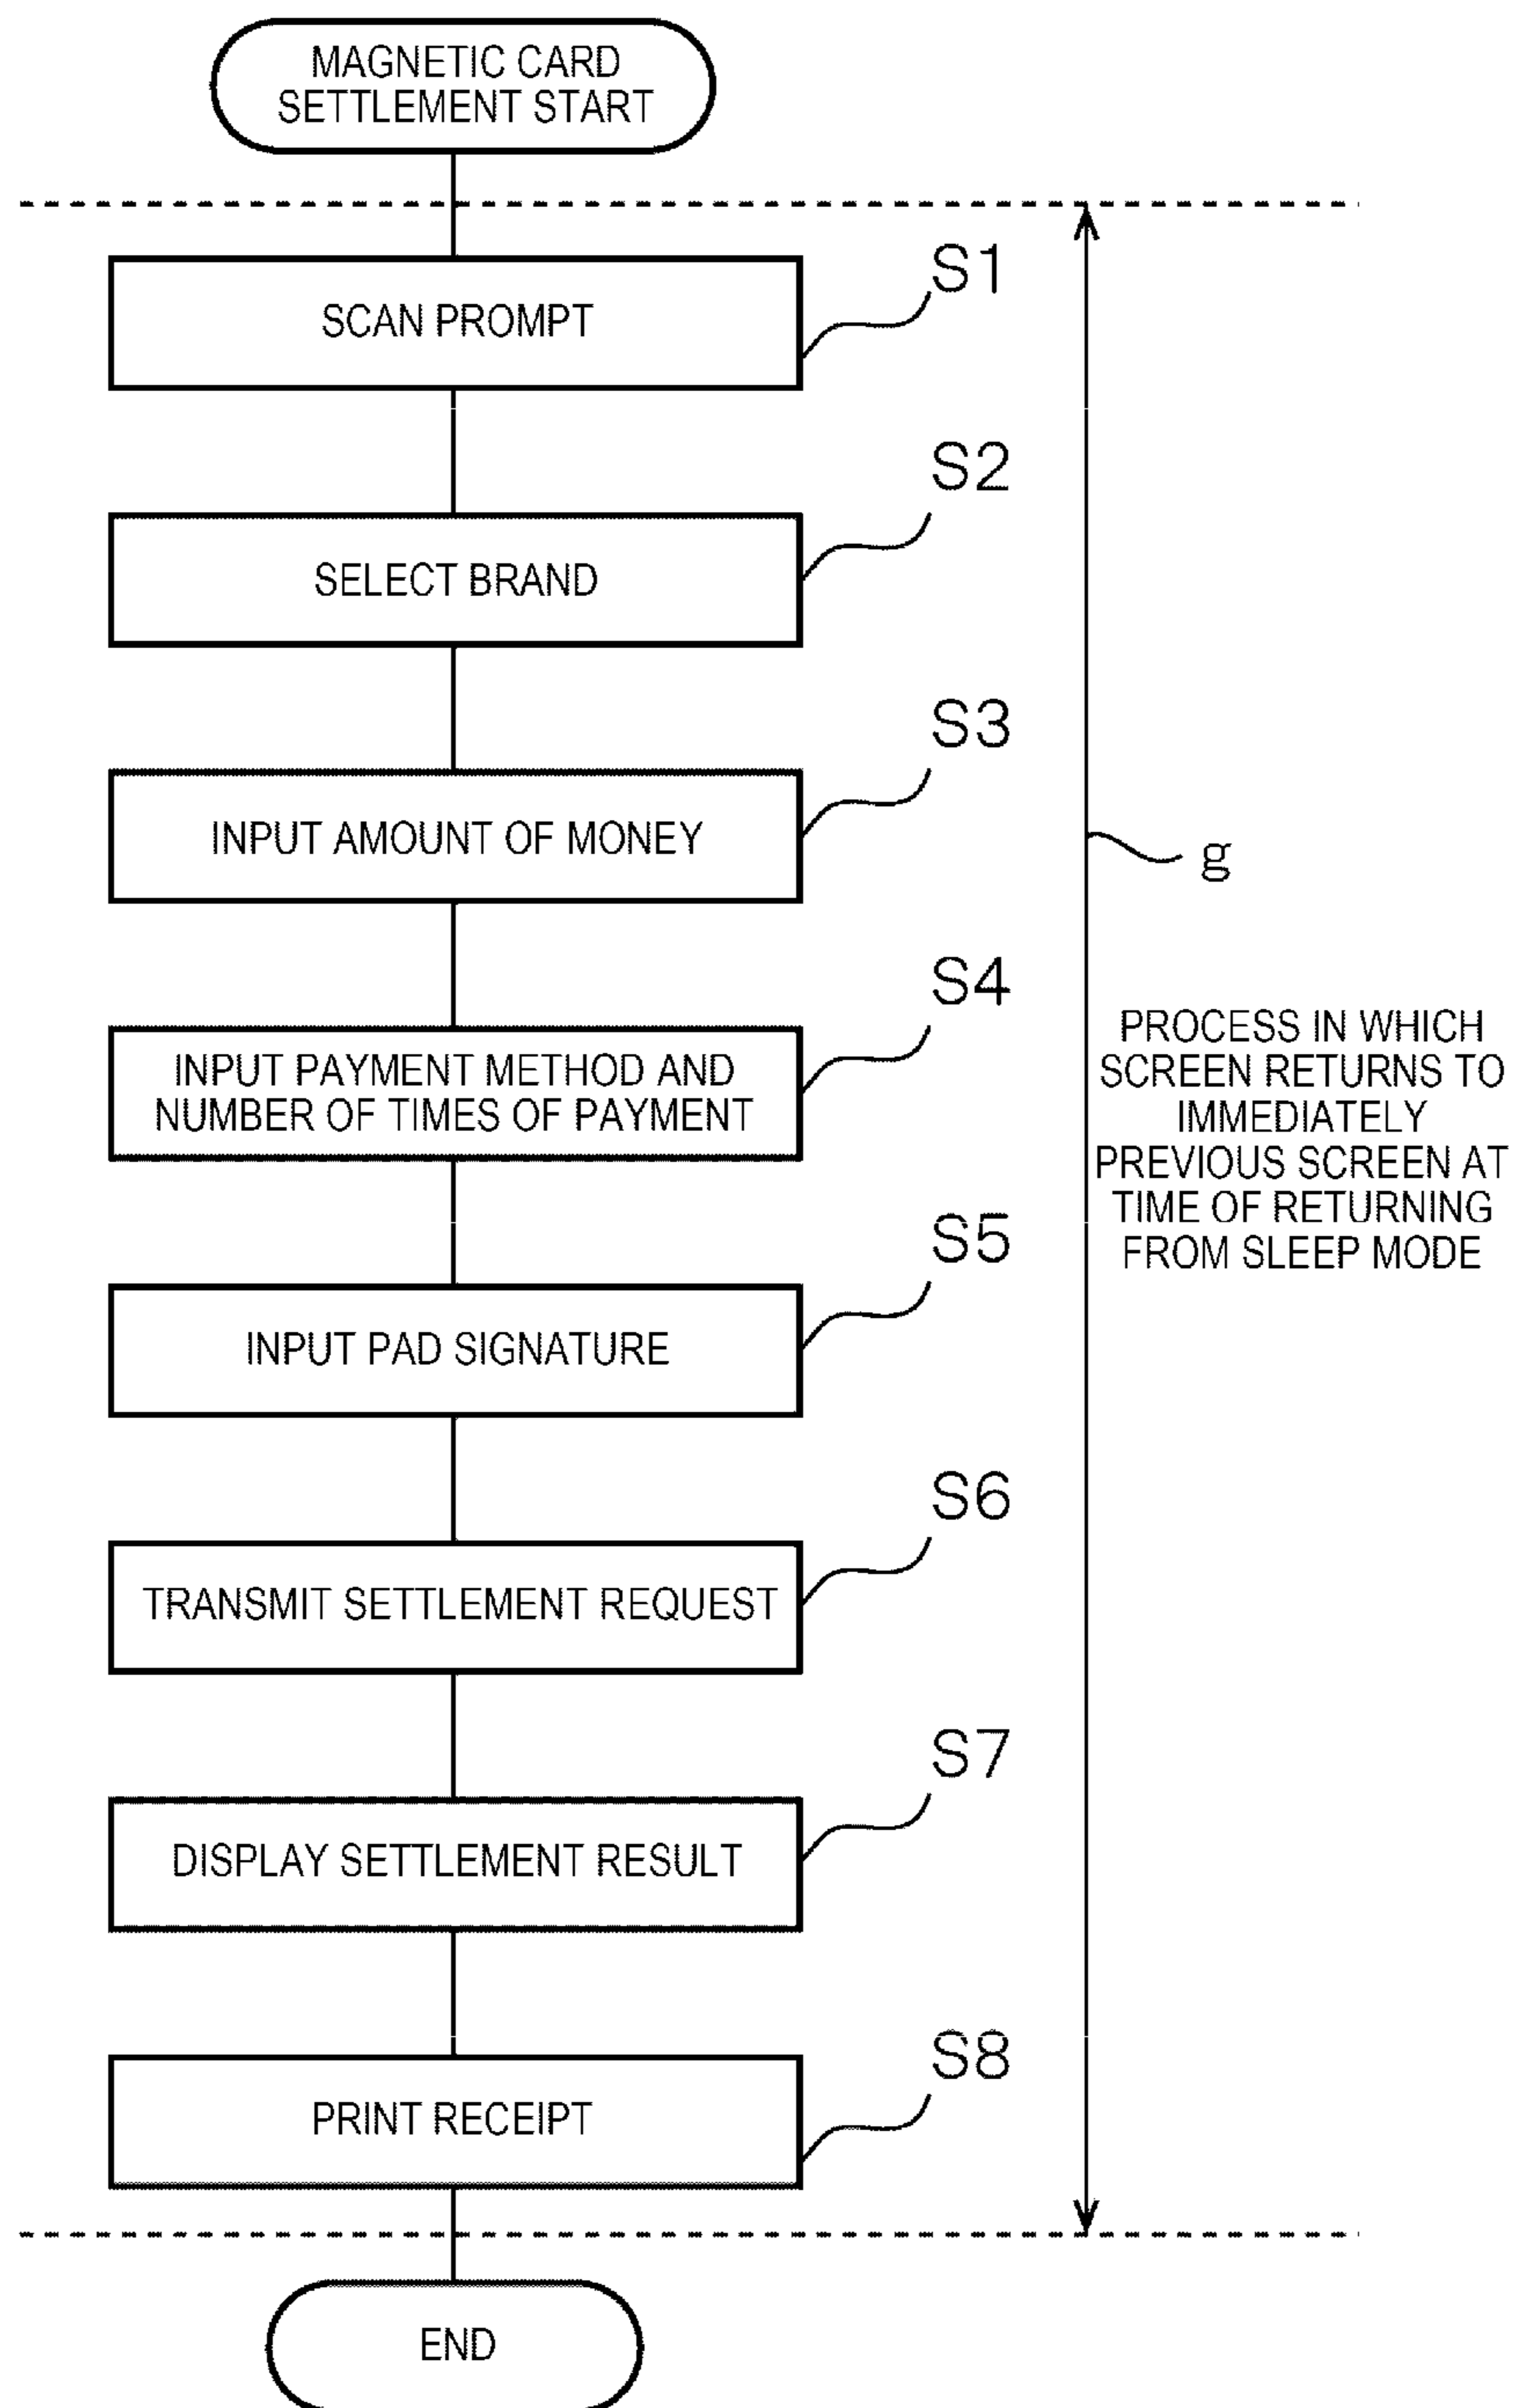 MAGNETIC CARD
SETTLEMENT START
S1
SCAN PROMPT
S2
SELECT BRAND
S3
INPUT AMOUNT OF MONEY
g
S4
INPUT PAYMENT METHOD AND
NUMBER OF TIMES OF PAYMENT
PROCESS IN WHICH
SCREEN RETURNS TO
IMMEDIATELY
PREVIOUS SCREEN AT
TIME OF RETURNING
FROM SLEEP MODE
S5
INPUT PAD SIGNATURE
S6
TRANSMIT SETTLEMENT REQUEST
S7
DISPLAY SETTLEMENT RESULT
S8
PRINT RECEIPT
END